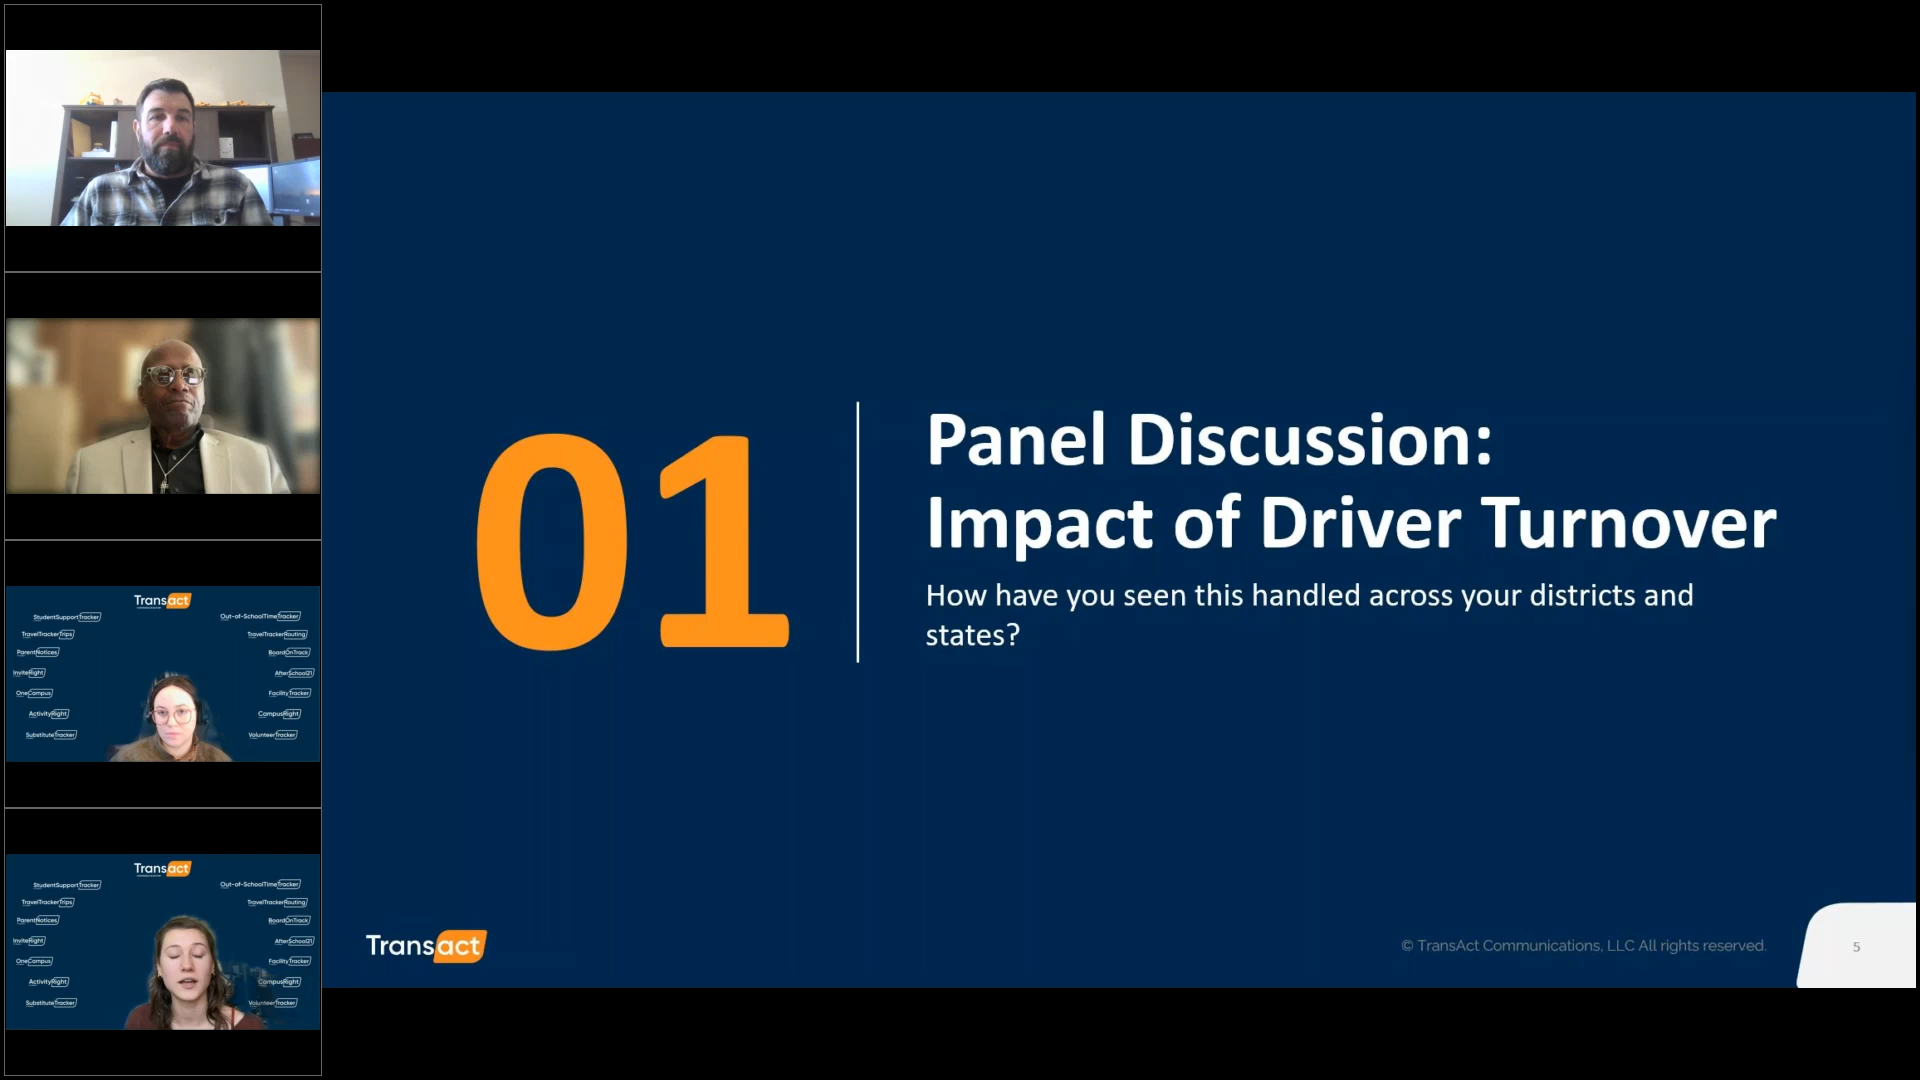 Transact
StudentSupportTracker
Out-of-SchoolTimeTracker
TravelTrackerTrips
TravelTrackerRouting
ParentNotices
BoardOnTrack
InviteRight
AfterSchool21
OneCampus
FacilityTracker
ActivityRight
CampusRight
SubstituteTracker
VolunteerTracker
Transact
StudentSupportTracker
Out-of-SchoolTimeTracker
TravelTrackerTrips
TravelTrackerRouting
ParentNotices
BoardOnTrack
InviteRight
AfterSchool21
OneCampus
FacilityTracker
ActivityRight
CampusRight
SubstituteTracker
VolunteerTracker
01
Panel Discussion:
Impact of Driver Turnover
How have you seen this handled across your districts and
states?
Transact
© TransAct Communications, LLC All rights reserved.
5